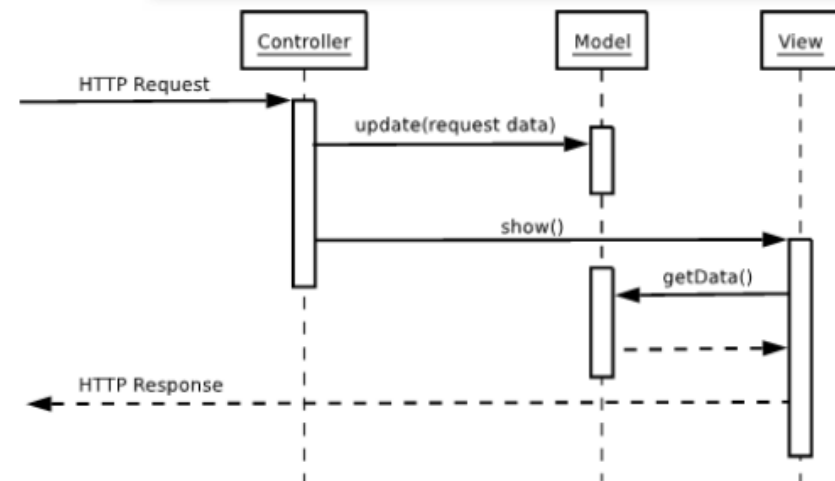 Controller
Model
View
HTTP Request
update(request data)
show()
getData()
HTTP Response